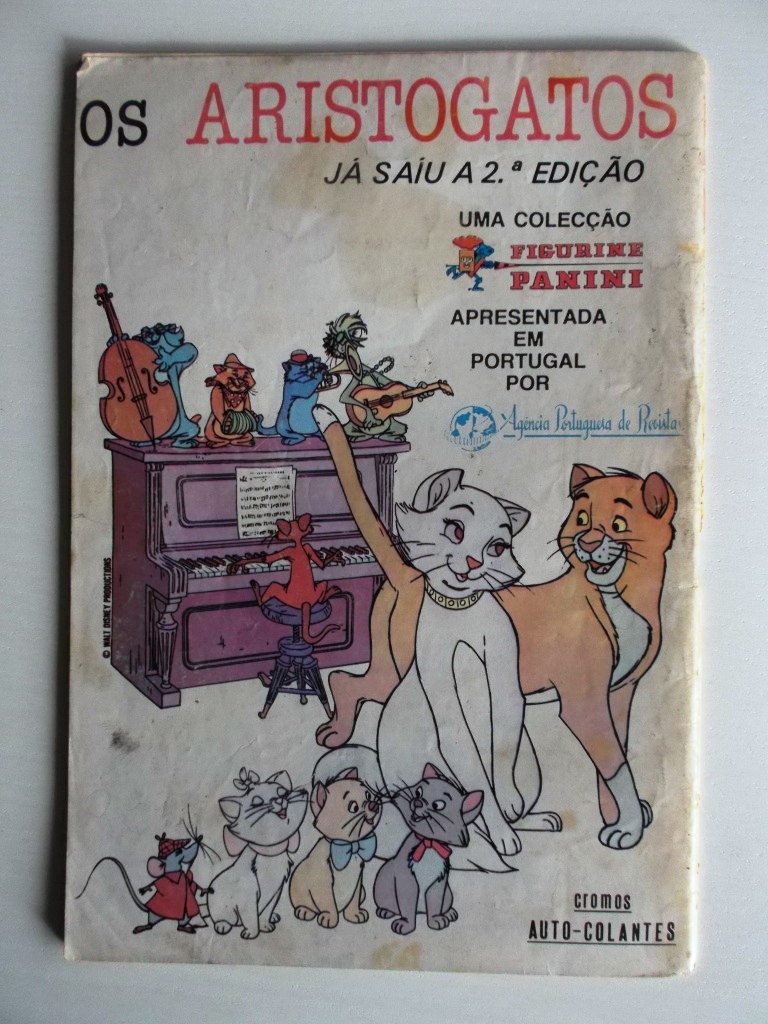 OS ARISTOGATOS
JÁ SAÍU A 2.ª EDIÇÃO
UMA COLECÇÃO
FIGURINE
PANINI
APRESENTADA
EM
PORTUGAL
POR
Agência Portuguesa de Revistas
© WALT DISNEY PRODUCTIONS
cromos
AUTO-COLANTES